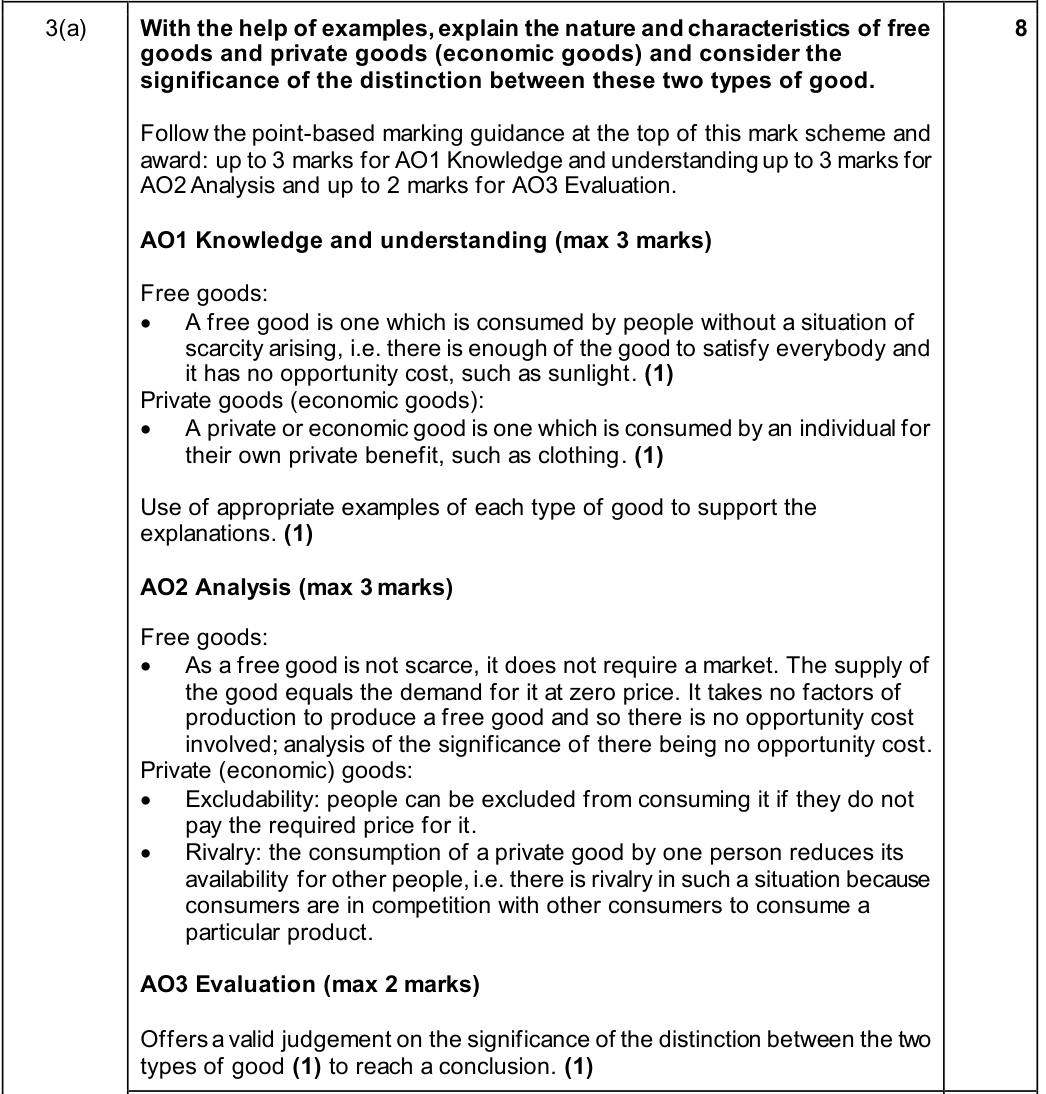 3(a)
With the help of examples, explain the nature and characteristics of free
goods and private goods (economic goods) and consider the
significance of the distinction between these two types of good.
8
Follow the point-based marking guidance at the top of this mark scheme and
award: up to 3 marks for AO1 Knowledge and understanding up to 3 marks for
AO2 Analysis and up to 2 marks for AO3 Evaluation.
AO1 Knowledge and understanding (max 3 marks)
Free goods:
• A free good is one which is consumed by people without a situation of
scarcity arising, i.e. there is enough of the good to satisfy everybody and
it has no opportunity cost, such as sunlight. (1)
Private goods (economic goods):
• A private or economic good is one which is consumed by an individual for
their own private benefit, such as clothing. (1)
Use of appropriate examples of each type of good to support the
explanations. (1)
AO2 Analysis (max 3 marks)
Free goods:
• As a free good is not scarce, it does not require a market. The supply of
the good equals the demand for it at zero price. It takes no factors of
production to produce a free good and so there is no opportunity cost
involved; analysis of the significance of there being no opportunity cost.
Private (economic) goods:
• Excludability: people can be excluded from consuming it if they do not
pay the required price for it.
• Rivalry: the consumption of a private good by one person reduces its
availability for other people, i.e. there is rivalry in such a situation because
consumers are in competition with other consumers to consume a
particular product.
AO3 Evaluation (max 2 marks)
Offers a valid judgement on the significance of the distinction between the two
types of good (1) to reach a conclusion. (1)